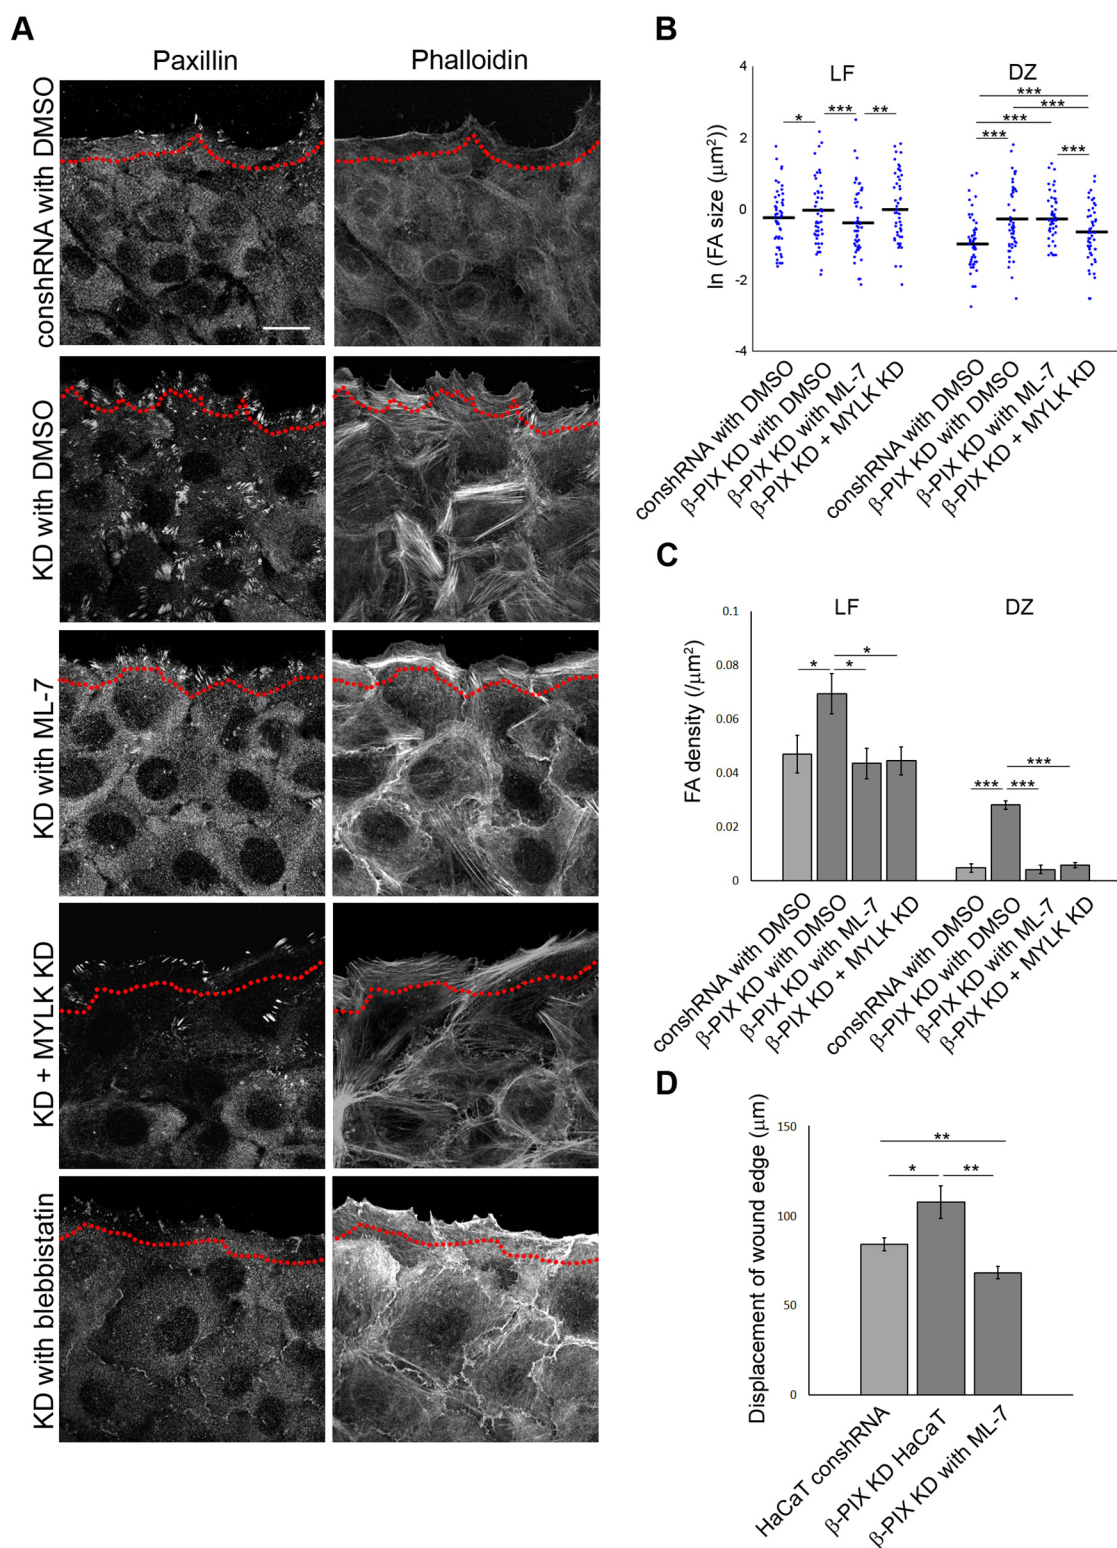 A
Paxillin
Phalloidin
conshRNA with DMSO
KD with DMSO
KD with ML-7
KD + MYLK KD
KD with blebbistatin
B
ln (FA size (μm²))
4
2
0
-2
-4
LF
DZ
*
***
**
***
***
***
***
***
conshRNA with DMSO
β-PIX KD with DMSO
β-PIX KD with ML-7
β-PIX KD + MYLK KD
conshRNA with DMSO
β-PIX KD with DMSO
β-PIX KD with ML-7
β-PIX KD + MYLK KD
C
FA density (/μm²)
0.1
0.08
0.06
0.04
0.02
0
LF
DZ
*
*
*
***
***
***
conshRNA with DMSO
β-PIX KD with DMSO
β-PIX KD with ML-7
β-PIX KD + MYLK KD
conshRNA with DMSO
β-PIX KD with DMSO
β-PIX KD with ML-7
β-PIX KD + MYLK KD
D
Displacement of wound edge (μm)
150
100
50
0
**
*
**
HaCaT conshRNA
β-PIX KD HaCaT
β-PIX KD with ML-7